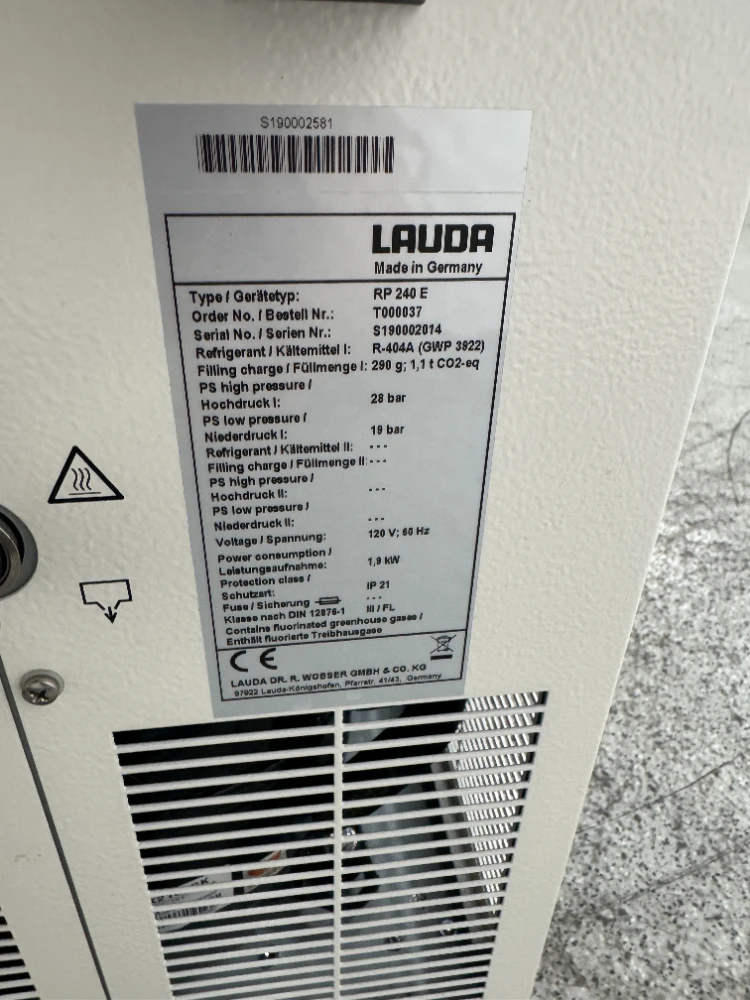 S190002581
LAUDA
Made in Germany
Type / Gerätetyp: RP 240 E
Order No. / Bestell Nr.: T000037
Serial No. / Serien Nr.: S190002014
Refrigerant / Kältemittel I: R-404A (GWP 3922)
Filling charge / Füllmenge I: 290 g; 1,1 t CO2-eq
PS high pressure /
Hochdruck I: 28 bar
PS low pressure /
Niederdruck I: 19 bar
Refrigerant / Kältemittel II: ---
Filling charge / Füllmenge II: ---
PS high pressure /
Hochdruck II: ---
PS low pressure /
Niederdruck II: ---
Voltage / Spannung: 120 V; 60 Hz
Power consumption /
Leistungsaufnahme: 1,9 kW
Protection class /
Schutzart: IP 21
Fuse / Sicherung ---
Klasse nach DIN 12876-1 III / FL
Contains fluorinated greenhouse gases /
Enthält fluorierte Treibhausgase
CE
LAUDA DR. R. WOBSER GMBH & CO. KG
97922 Lauda-Königshofen, Pfarrstr. 41/43, Germany